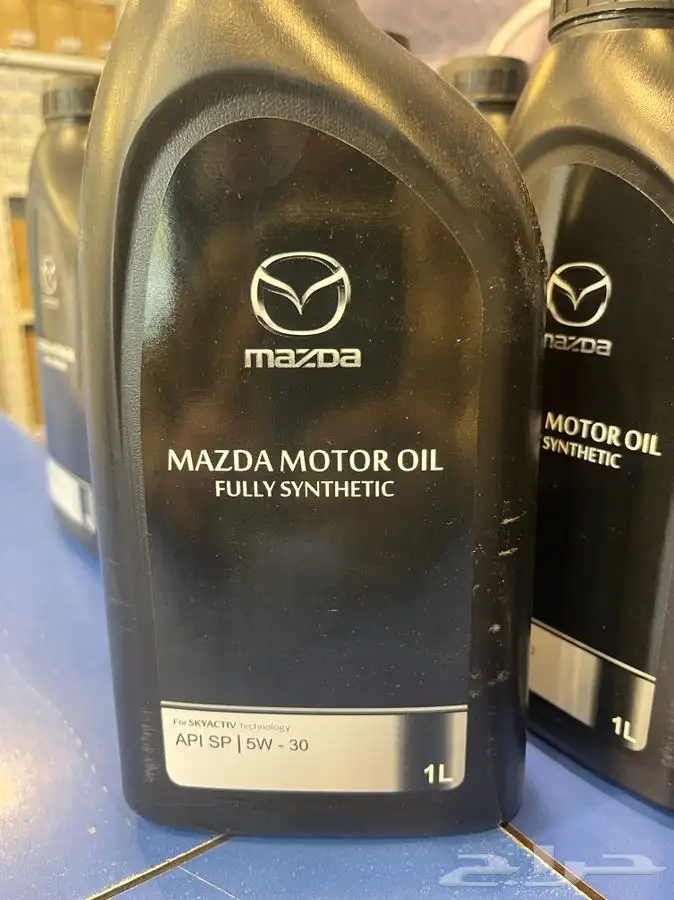 mazda
MAZDA MOTOR OIL
FULLY SYNTHETIC
For SKYACTIV Technology
API SP | 5W - 30
1L
mazda
MOTOR OIL
SYNTHETIC
1L
حراج